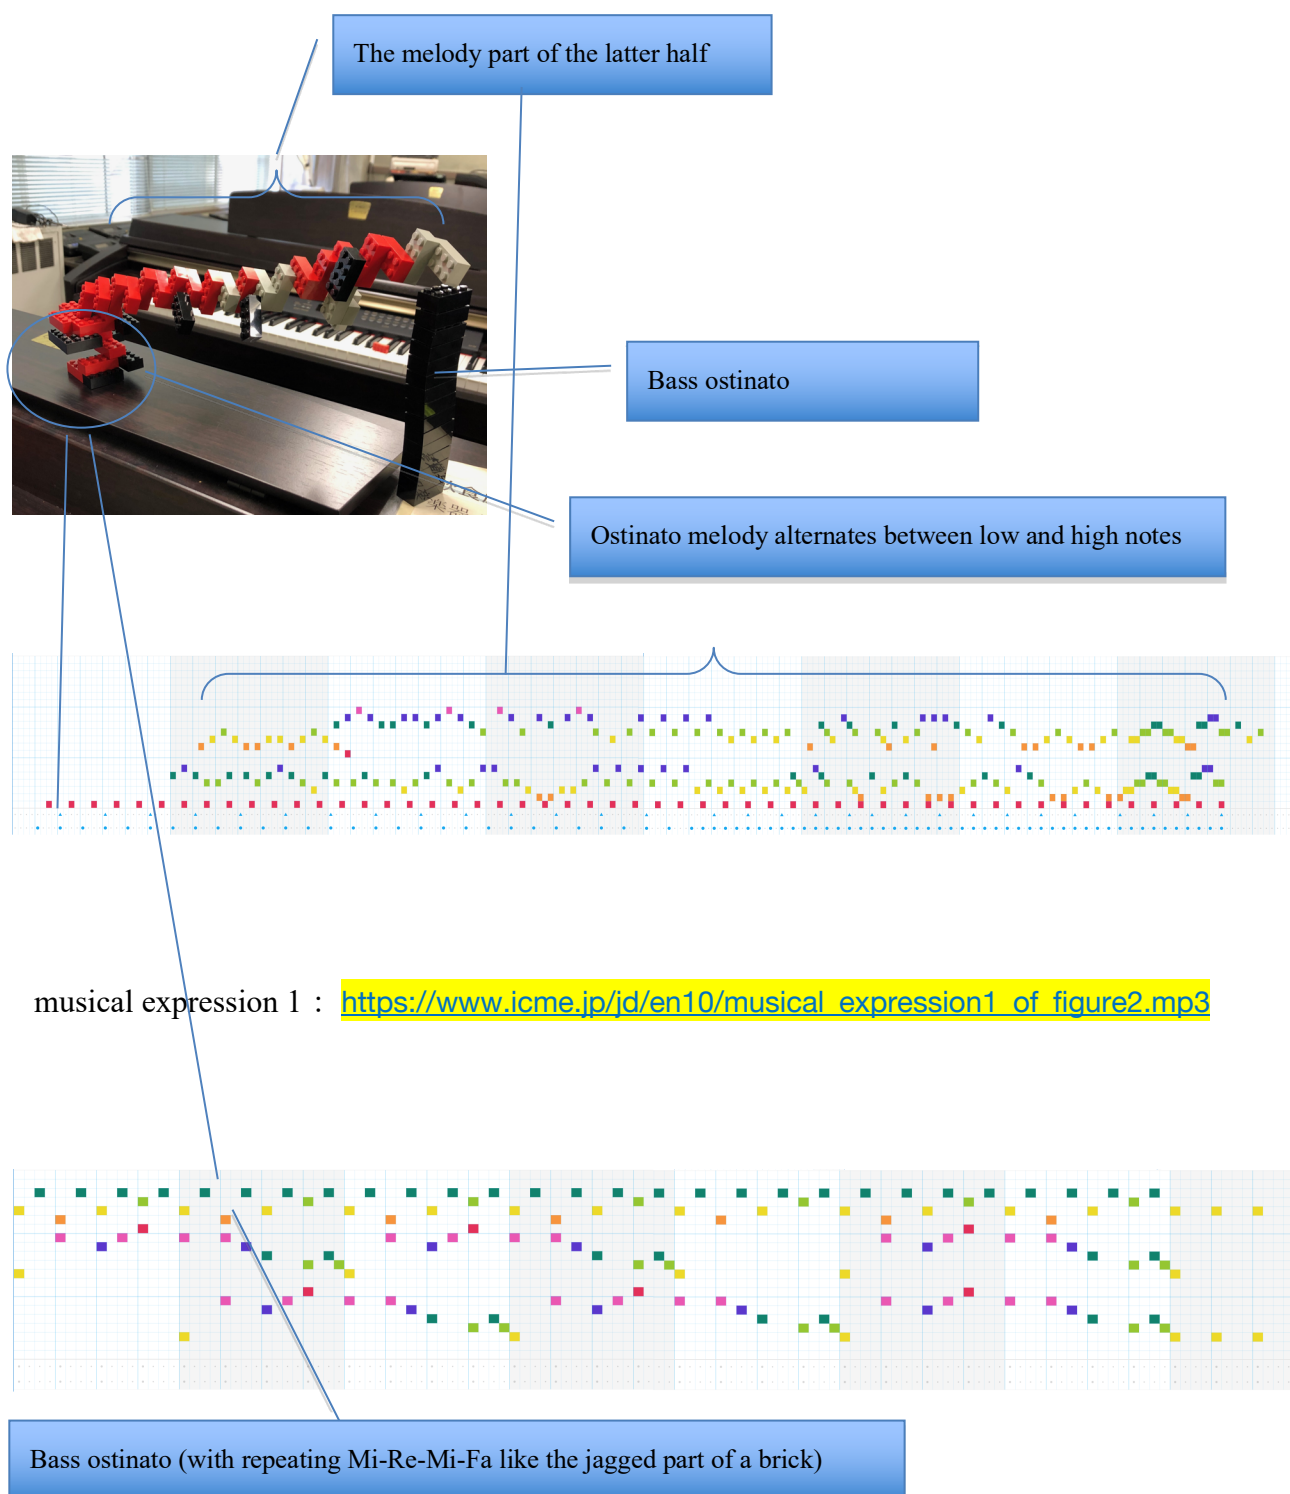 The melody part of the latter half
Bass ostinato
Ostinato melody alternates between low and high notes
musical expression 1 : https://www.icme.jp/jd/en10/musical_expression1_of_figure2.mp3
Bass ostinato (with repeating Mi-Re-Mi-Fa like the jagged part of a brick)